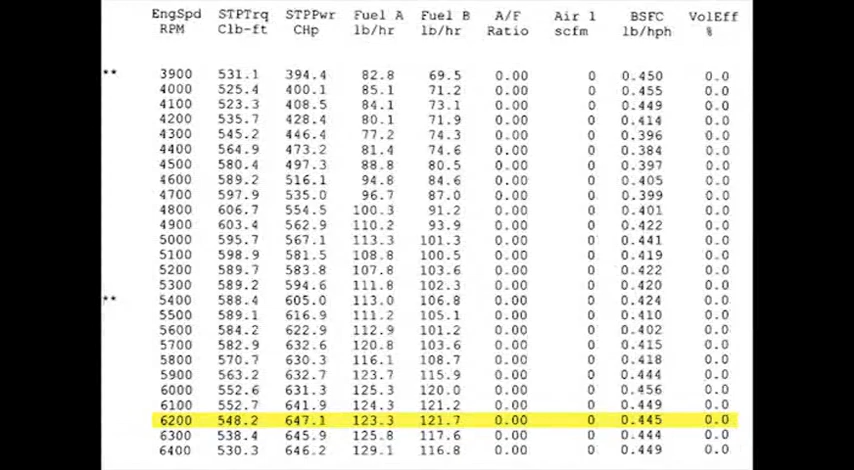 EngSpd STPTrq STPPwr Fuel A Fuel B A/F Air 1 BSFC VolEff
RPM Clb-ft CHp lb/hr lb/hr Ratio scfm lb/hph %
** 3900 531.1 394.4 82.8 69.5 0.00 0 0.450 0.0
4000 525.4 400.1 85.1 71.2 0.00 0 0.455 0.0
4100 523.3 408.5 84.1 73.1 0.00 0 0.449 0.0
4200 535.7 428.4 80.1 71.9 0.00 0 0.414 0.0
4300 545.2 446.4 77.2 74.3 0.00 0 0.396 0.0
4400 564.9 473.2 81.4 74.6 0.00 0 0.384 0.0
4500 580.4 497.3 88.8 80.5 0.00 0 0.397 0.0
4600 589.2 516.1 94.8 84.6 0.00 0 0.405 0.0
4700 597.9 535.0 96.7 87.0 0.00 0 0.399 0.0
4800 606.7 554.5 100.3 91.2 0.00 0 0.401 0.0
4900 603.4 562.9 110.2 93.9 0.00 0 0.422 0.0
5000 595.7 567.1 113.3 101.3 0.00 0 0.441 0.0
5100 598.9 581.5 108.8 100.5 0.00 0 0.419 0.0
5200 589.7 583.8 107.8 103.6 0.00 0 0.422 0.0
5300 589.2 594.6 111.8 102.3 0.00 0 0.420 0.0
** 5400 588.4 605.0 113.0 106.8 0.00 0 0.424 0.0
5500 589.1 616.9 111.2 105.1 0.00 0 0.410 0.0
5600 584.2 622.9 112.9 101.2 0.00 0 0.402 0.0
5700 582.9 632.6 120.8 103.6 0.00 0 0.415 0.0
5800 570.7 630.3 116.1 108.7 0.00 0 0.418 0.0
5900 563.2 632.7 123.7 115.9 0.00 0 0.444 0.0
6000 552.6 631.3 125.3 120.0 0.00 0 0.456 0.0
6100 552.7 641.9 124.3 121.2 0.00 0 0.449 0.0
6200 548.2 647.1 123.3 121.7 0.00 0 0.445 0.0
6300 538.4 645.9 125.8 117.6 0.00 0 0.444 0.0
6400 530.3 646.2 129.1 116.8 0.00 0 0.449 0.0